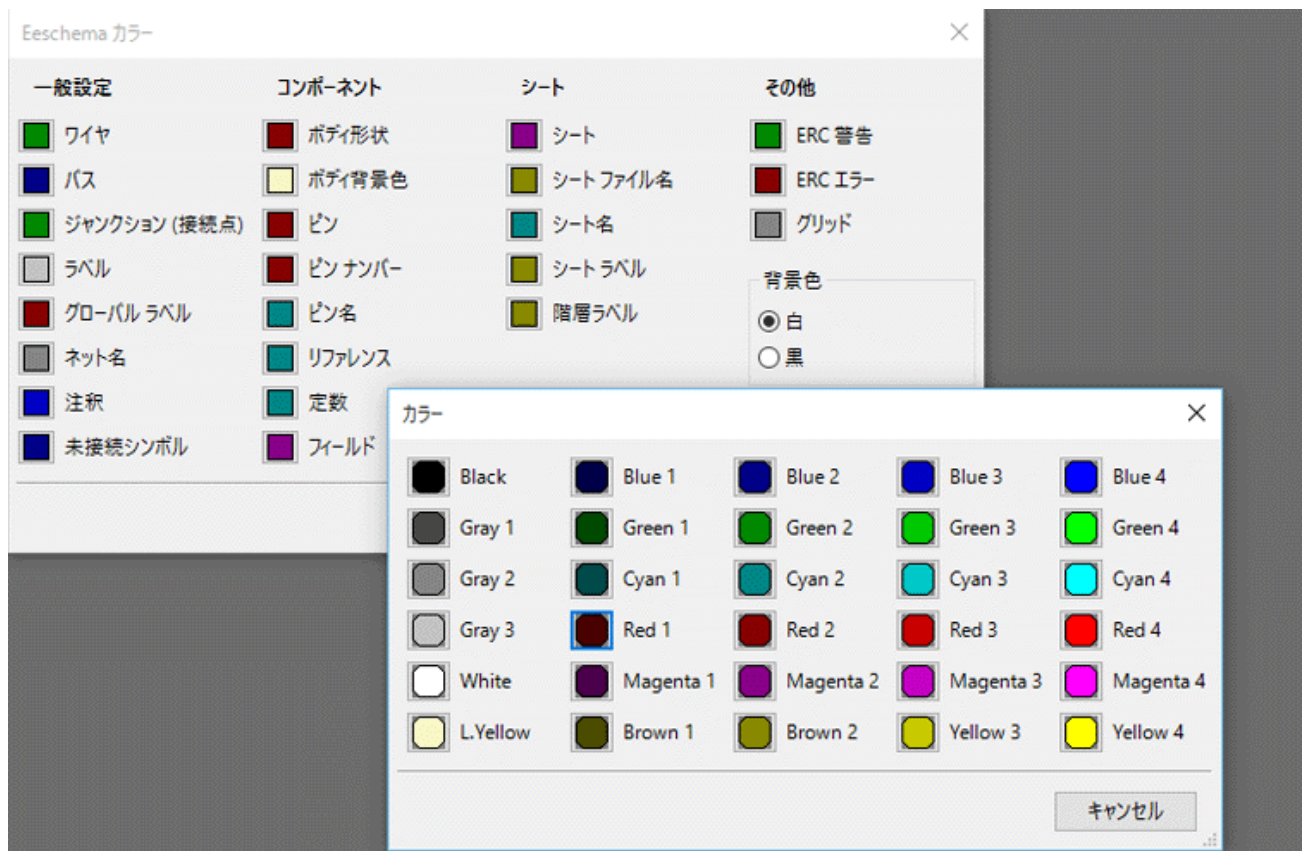 Eeschema カラー
一般設定
ワイヤ
バス
ジャンクション (接続点)
ラベル
グローバル ラベル
ネット名
注釈
未接続シンボル
コンポーネント
ボディ形状
ボディ背景色
ピン
ピン ナンバー
ピン名
リファレンス
定数
フィールド
シート
シート
シート ファイル名
シート名
シート ラベル
階層ラベル
その他
ERC 警告
ERC エラー
グリッド
背景色
白
黒
カラー
Black Blue 1 Blue 2 Blue 3 Blue 4
Gray 1 Green 1 Green 2 Green 3 Green 4
Gray 2 Cyan 1 Cyan 2 Cyan 3 Cyan 4
Gray 3 Red 1 Red 2 Red 3 Red 4
White Magenta 1 Magenta 2 Magenta 3 Magenta 4
L.Yellow Brown 1 Brown 2 Yellow 3 Yellow 4
キャンセル